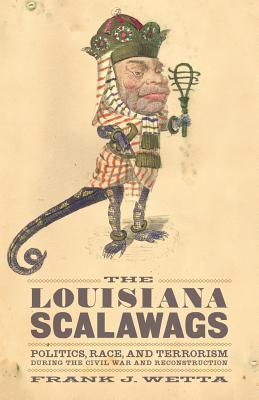 THE
LOUISIANA
SCALAWAGS
POLITICS, RACE, AND TERRORISM
DURING THE CIVIL WAR AND RECONSTRUCTION
FRANK J. WETTA